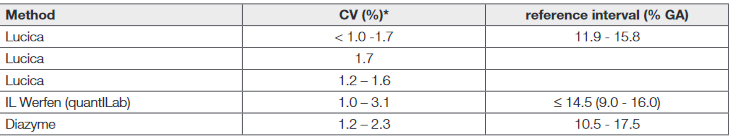 Method CV (%)* reference interval (% GA)
Lucica < 1.0 -1.7 11.9 - 15.8
Lucica 1.7
Lucica 1.2 – 1.6
IL Werfen (quantILab) 1.0 – 3.1 ≤ 14.5 (9.0 - 16.0)
Diazyme 1.2 – 2.3 10.5 - 17.5